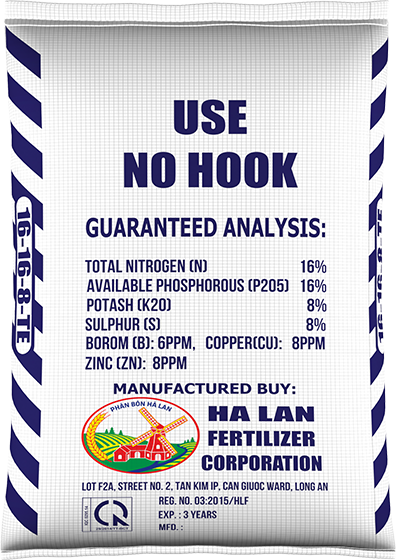 USE
NO HOOK
GUARANTEED ANALYSIS:
TOTAL NITROGEN (N) 16%
AVAILABLE PHOSPHOROUS (P2O5) 16%
POTASH (K2O) 8%
SULPHUR (S) 8%
BOROM (B): 6PPM, COPPER(CU): 8PPM
ZINC (ZN): 8PPM
MANUFACTURED BUY:
PHÂN BÓN HÀ LAN
HA LAN
FERTILIZER
CORPORATION
LOT F2A, STREET NO. 2, TAN KIM IP, CAN GIUOC WARD, LONG AN
REG. NO. 03:2015/HLF
EXP. : 3 YEARS
MFD. :
16-16-8-TE
16-16-8-TE